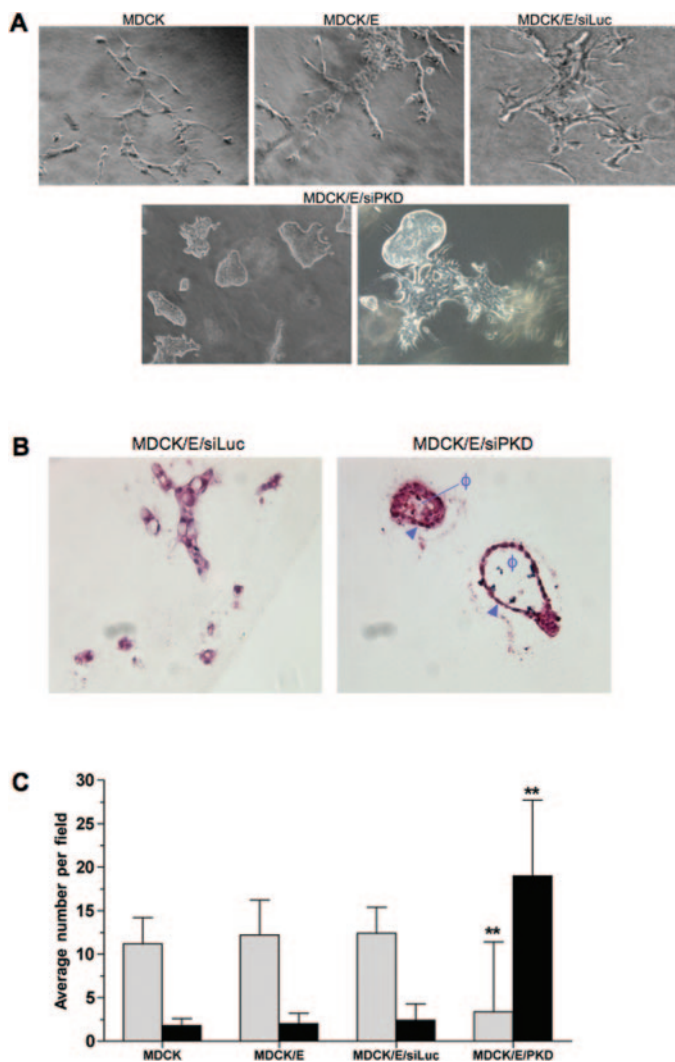 A
MDCK MDCK/E MDCK/E/siLuc
MDCK/E/siPKD
B
MDCK/E/siLuc MDCK/E/siPKD
ϕ
ϕ
C
Average number per field
30
25
20
15
10
5
0
** **
MDCK MDCK/E MDCK/E/siLuc MDCK/E/PKD